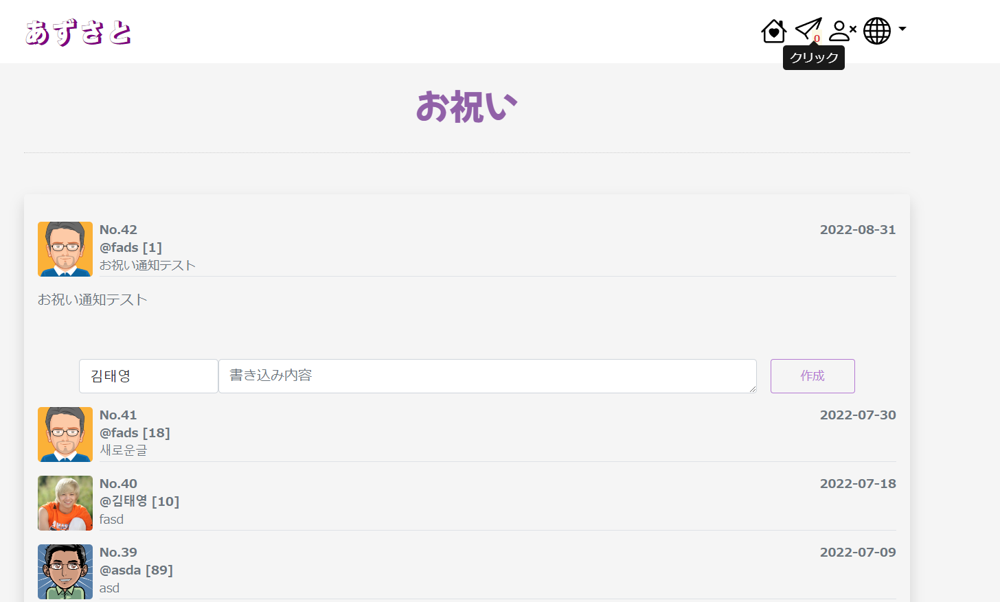 あずさと
0
クリック
お祝い
No.42
2022-08-31
@fads [1]
お祝い通知テスト
お祝い通知テスト
김태영
書き込み内容
作成
No.41
2022-07-30
@fads [18]
새로운글
No.40
2022-07-18
@김태영 [10]
fasd
No.39
2022-07-09
@asda [89]
asd